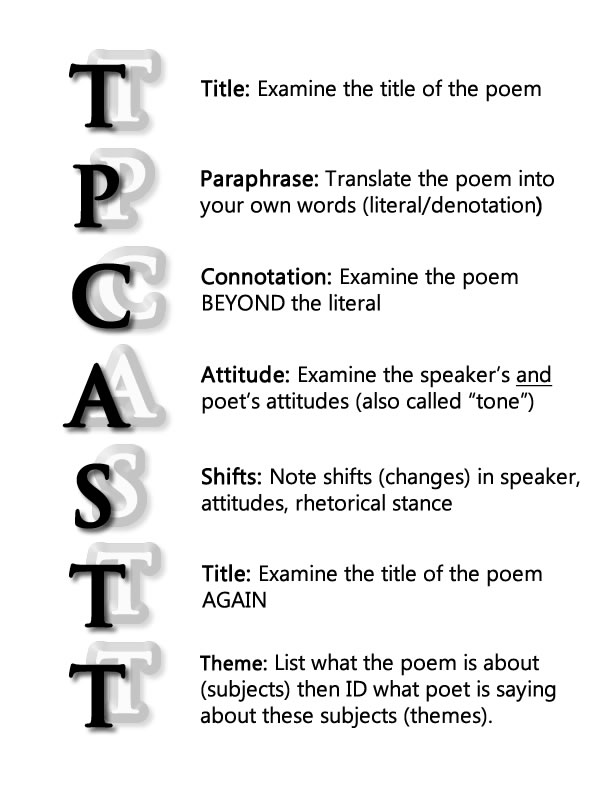 T
Title: Examine the title of the poem
P
Paraphrase: Translate the poem into
your own words (literal/denotation)
C
Connotation: Examine the poem
BEYOND the literal
A
Attitude: Examine the speaker’s and
poet’s attitudes (also called “tone”)
S
Shifts: Note shifts (changes) in speaker,
attitudes, rhetorical stance
T
Title: Examine the title of the poem
AGAIN
T
Theme: List what the poem is about
(subjects) then ID what poet is saying
about these subjects (themes).